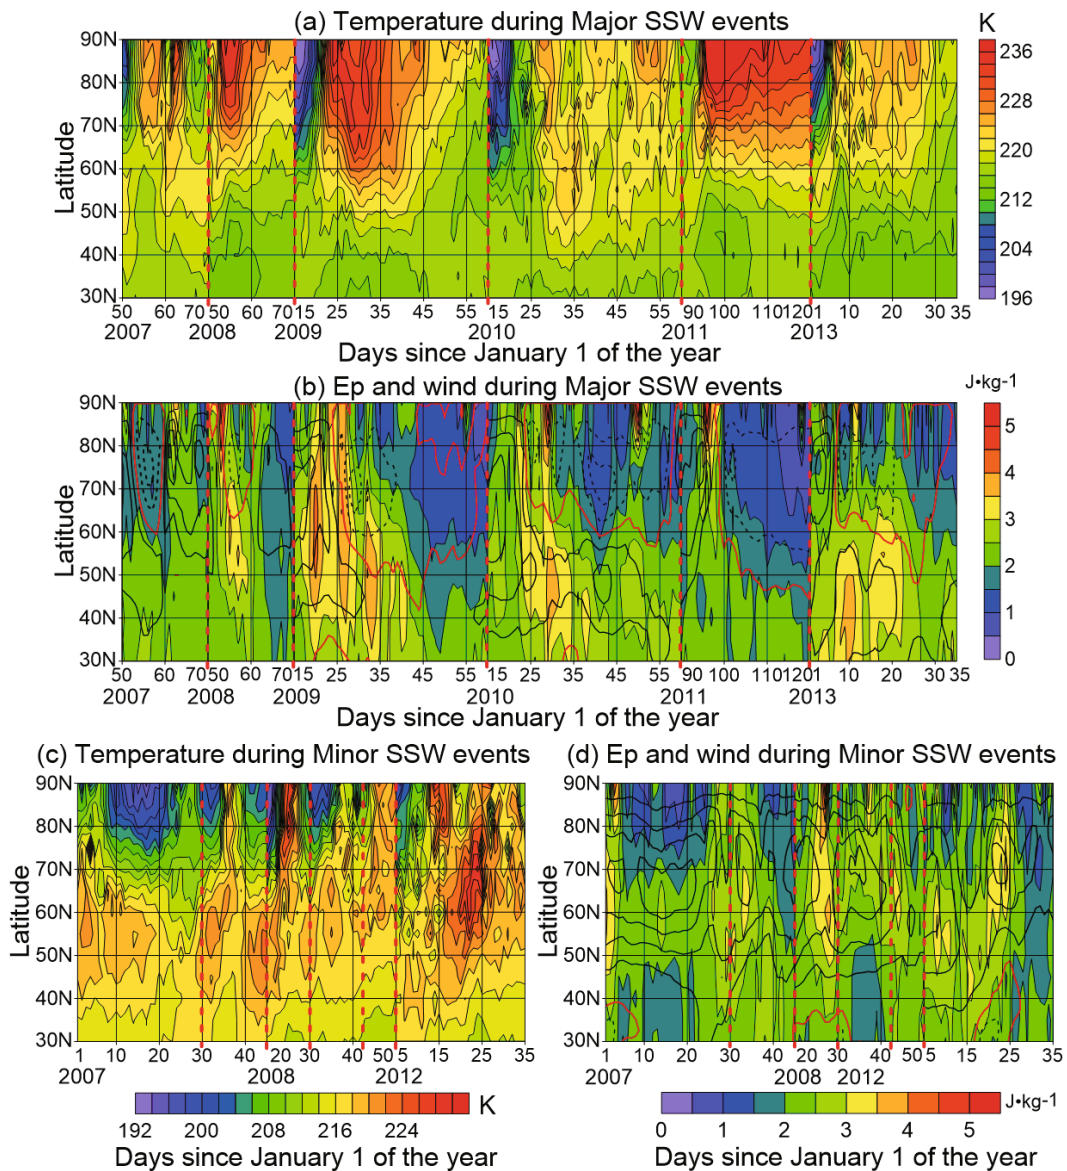 (a) Temperature during Major SSW events
K
90N
80N
70N
60N
50N
40N
30N
Latitude
236
228
220
212
204
196
50 60 70 50 60 70 15 25 35 45 55 15 25 35 45 55 90 100 110 120 1 10 20 30 35
2007 2008 2009 2010 2011 2013
Days since January 1 of the year
(b) Ep and wind during Major SSW events
J•kg-1
90N
80N
70N
60N
50N
40N
30N
Latitude
5
4
3
2
1
0
50 60 70 50 60 70 15 25 35 45 55 15 25 35 45 55 90 100 110 120 1 10 20 30 35
2007 2008 2009 2010 2011 2013
Days since January 1 of the year
(c) Temperature during Minor SSW events
90N
80N
70N
60N
50N
40N
30N
Latitude
1 10 20 30 20 30 40 50 5 15 25 35
2007 2008 2012
192 200 208 216 224 K
Days since January 1 of the year
(d) Ep and wind during Minor SSW events
90N
80N
70N
60N
50N
40N
30N
Latitude
1 10 20 30 20 30 40 50 5 15 25 35
2007 2008 2012
J•kg-1
0 1 2 3 4 5
Days since January 1 of the year